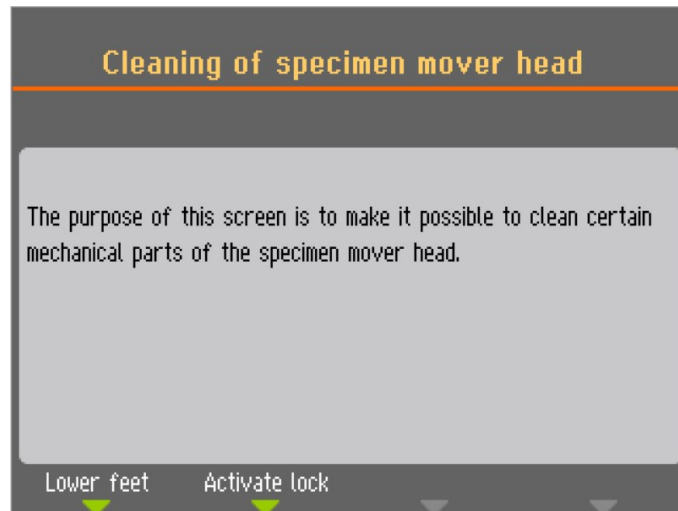 Cleaning of specimen mover head
The purpose of this screen is to make it possible to clean certain
mechanical parts of the specimen mover head.
Lower feet Activate lock